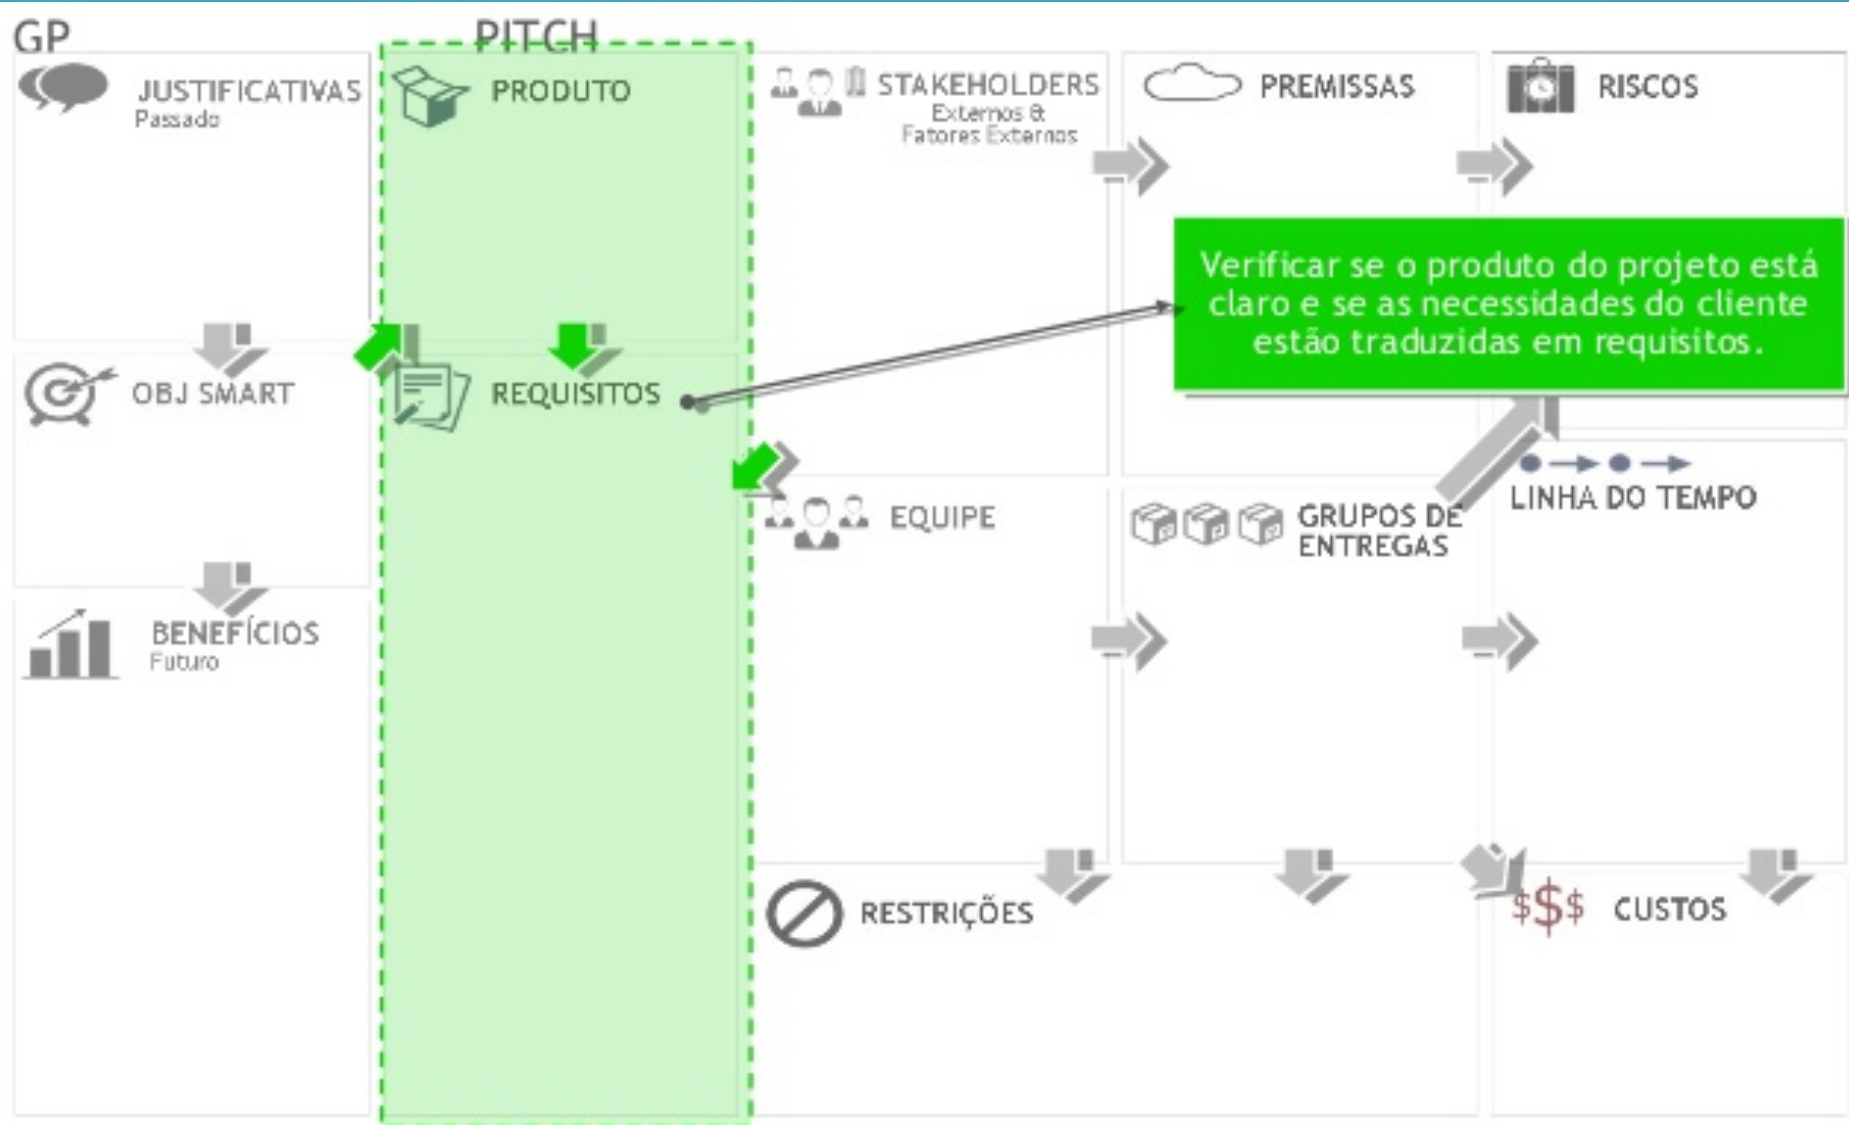 GP
PITCH
JUSTIFICATIVAS
Passado
PRODUTO
STAKEHOLDERS
Externos &
Fatores Externos
PREMISSAS
RISCOS
Verificar se o produto do projeto está
claro e se as necessidades do cliente
estão traduzidas em requisitos.
OBJ SMART
REQUISITOS
EQUIPE
GRUPOS DE
ENTREGAS
LINHA DO TEMPO
BENEFÍCIOS
Futuro
RESTRIÇÕES
$$$ CUSTOS